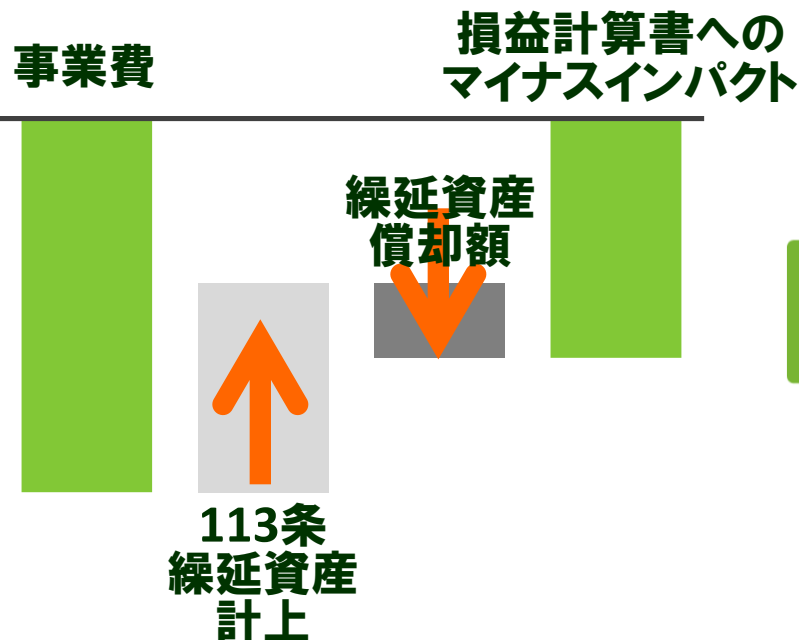 事業費
損益計算書への
マイナスインパクト
繰延資産
償却額
113条
繰延資産
計上